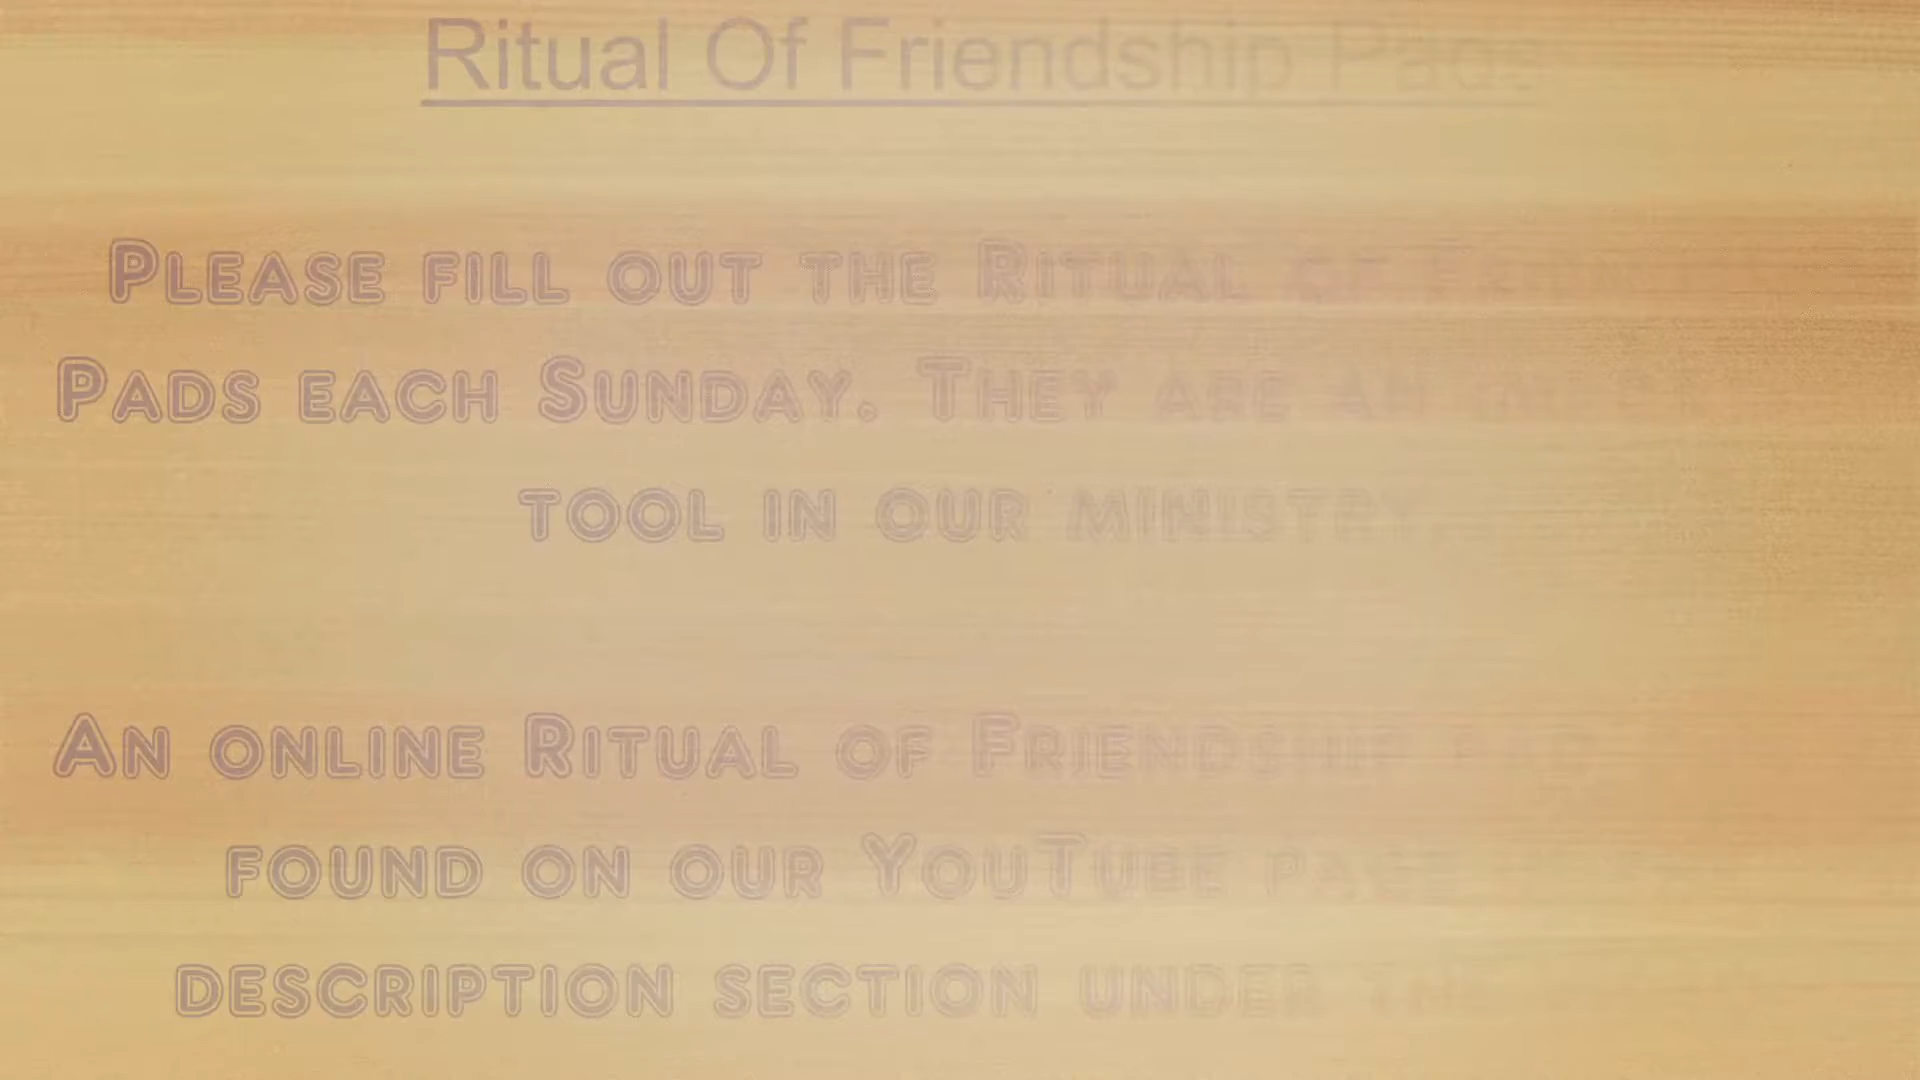 Ritual Of Friendship Pads
Please fill out the Ritual of
Pads each Sunday. They are an
tool in our ministry.
An online Ritual of Friendship
found on our YouTube page
description section under the